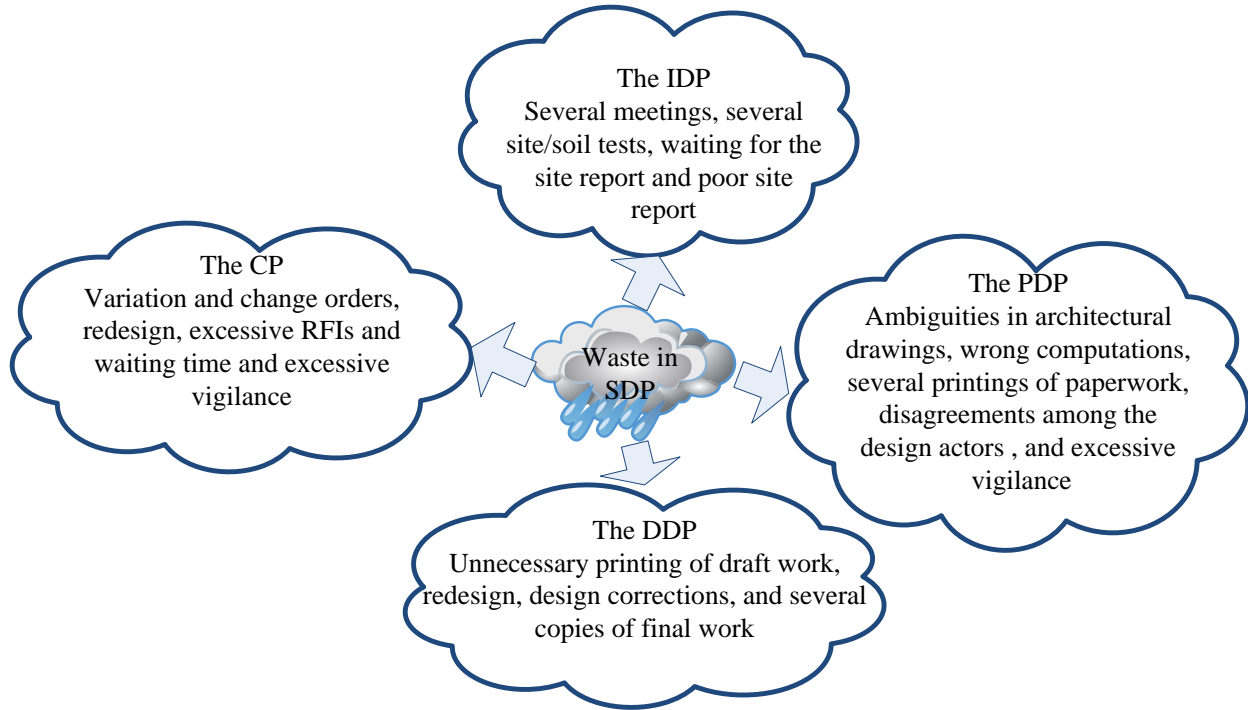 The IDP
Several meetings, several
site/soil tests, waiting for the
site report and poor site
report
The CP
Variation and change orders,
redesign, excessive RFIs and
waiting time and excessive
vigilance
Waste in
SDP
The PDP
Ambiguities in architectural
drawings, wrong computations,
several printings of paperwork,
disagreements among the
design actors , and excessive
vigilance
The DDP
Unnecessary printing of draft work,
redesign, design corrections, and several
copies of final work